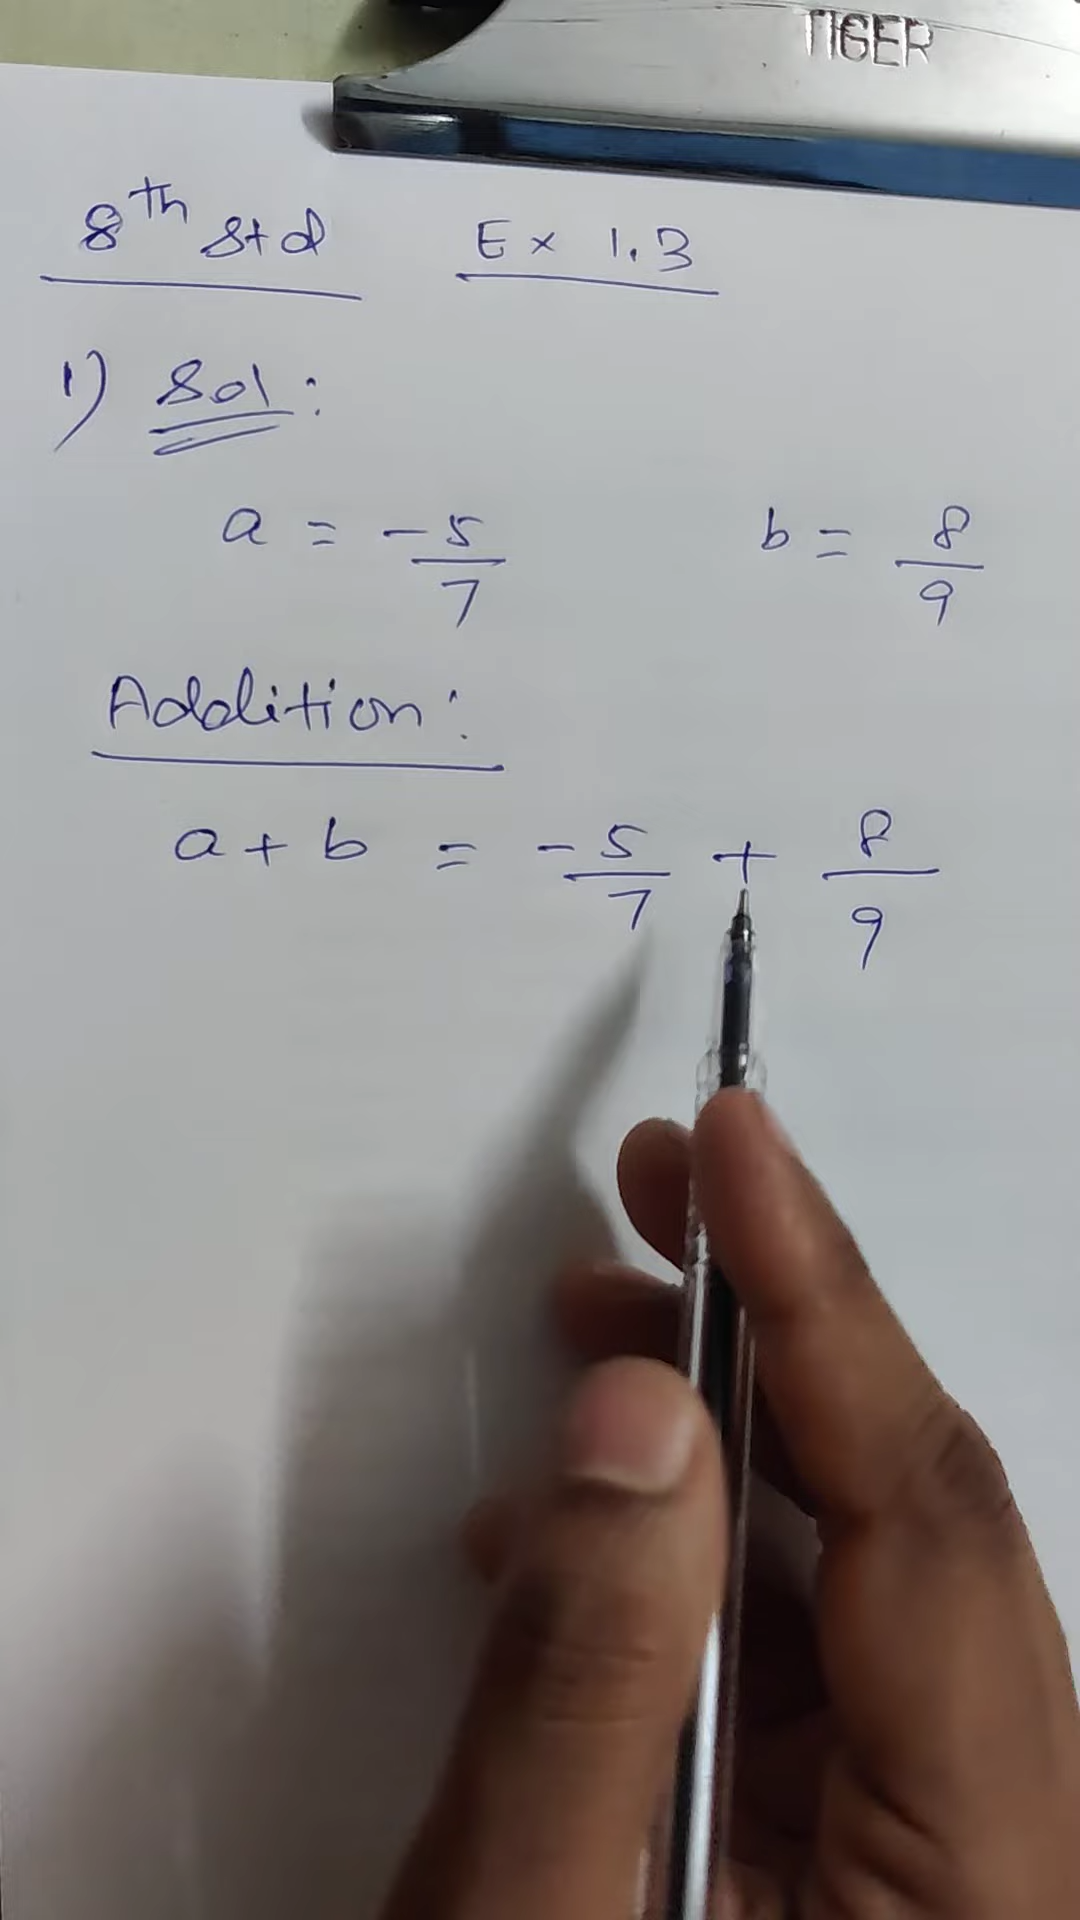 TIGER
8th std Ex 1.3
1) Sol:
a = -5/7 b = 8/9
Addition:
a + b = -5/7 + 8/9